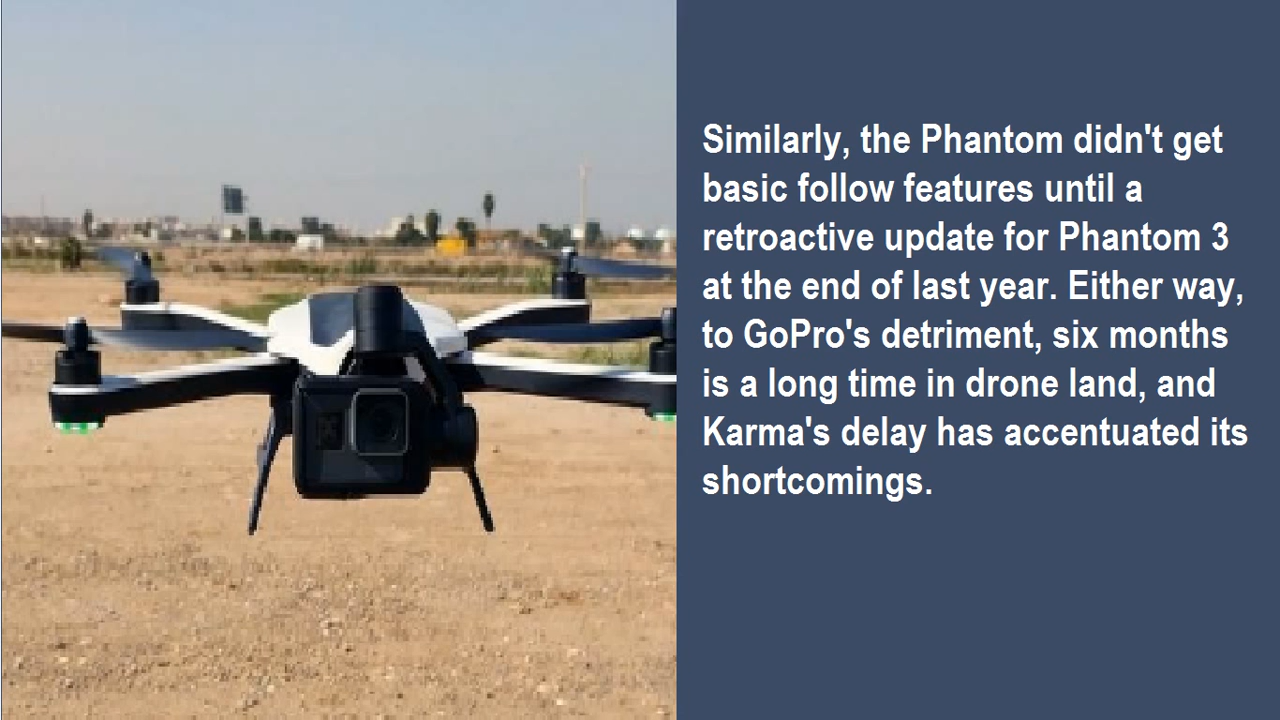 Similarly, the Phantom didn't get
basic follow features until a
retroactive update for Phantom 3
at the end of last year. Either way,
to GoPro's detriment, six months
is a long time in drone land, and
Karma's delay has accentuated its
shortcomings.